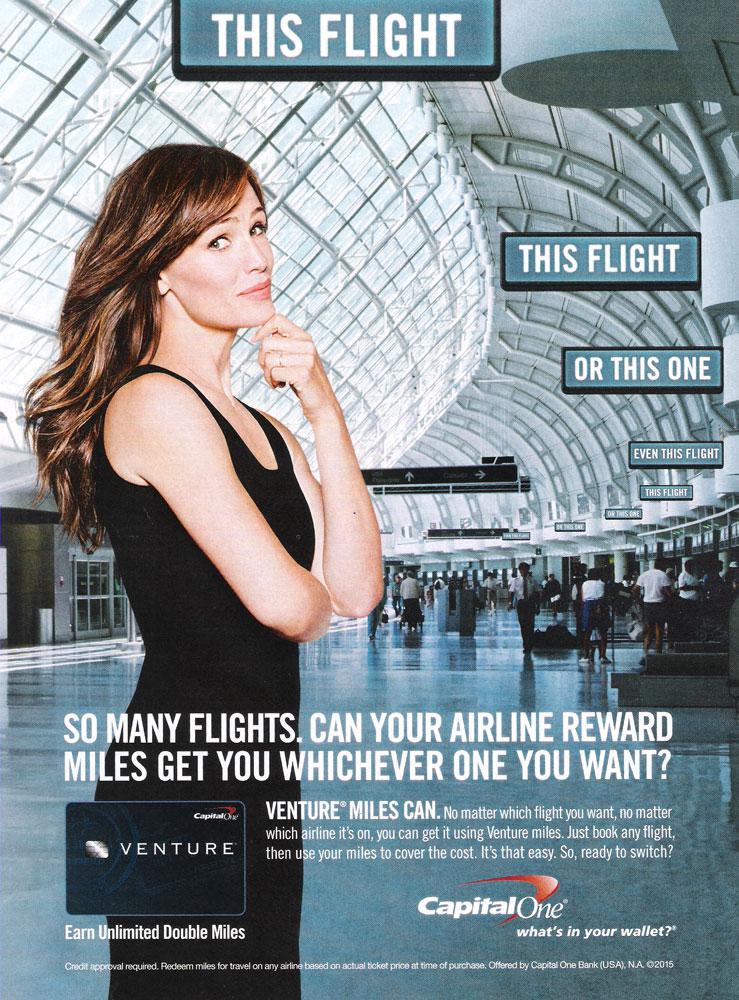 THIS FLIGHT
THIS FLIGHT
OR THIS ONE
EVEN THIS FLIGHT
THIS FLIGHT
OR THIS ONE
OR THIS ONE
SO MANY FLIGHTS. CAN YOUR AIRLINE REWARD
MILES GET YOU WHICHEVER ONE YOU WANT?
VENTURE® MILES CAN. No matter which flight you want, no matter
which airline it's on, you can get it using Venture miles. Just book any flight,
then use your miles to cover the cost. It's that easy. So, ready to switch?
CapitalOne
VENTURE®
Earn Unlimited Double Miles
CapitalOne®
what's in your wallet?®
Credit approval required. Redeem miles for travel on any airline based on actual ticket price at time of purchase. Offered by Capital One Bank (USA), N.A. ©2015